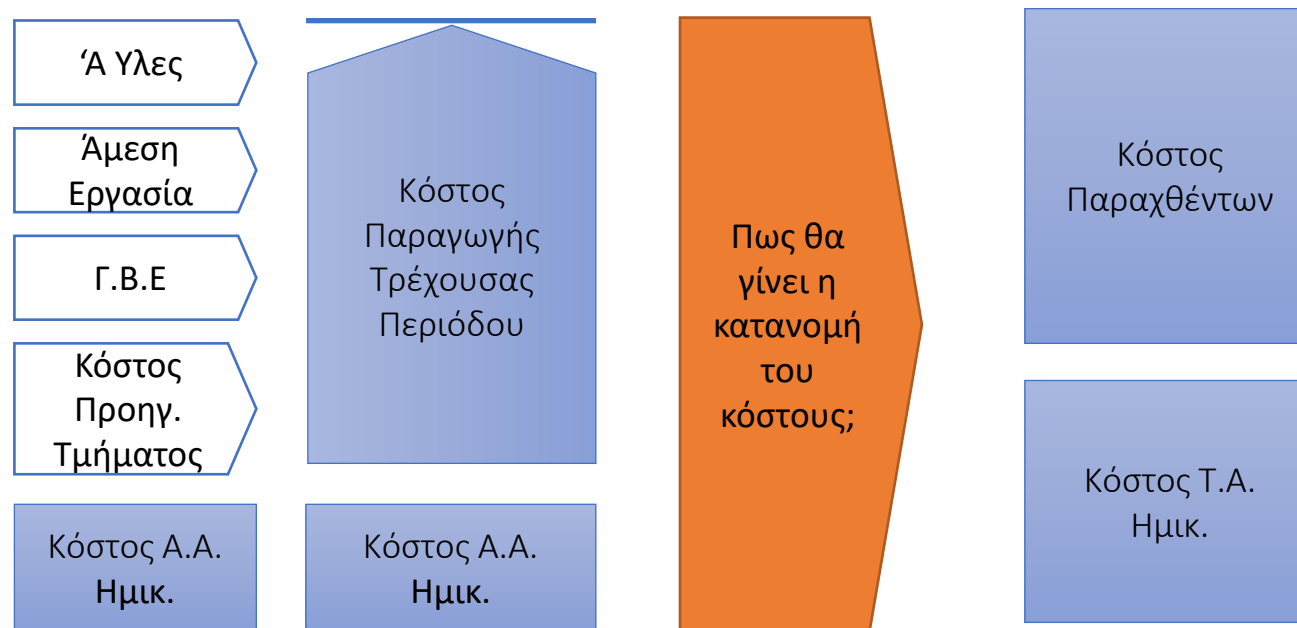 ‘Α Υλες
Άμεση
Εργασία
Γ.Β.Ε
Κόστος
Προηγ.
Τμήματος
Κόστος Α.Α.
Ημικ.
Κόστος
Παραγωγής
Τρέχουσας
Περιόδου
Κόστος Α.Α.
Ημικ.
Πως θα
γίνει η
κατανομή
του
κόστους;
Κόστος
Παραχθέντων
Κόστος Τ.Α.
Ημικ.